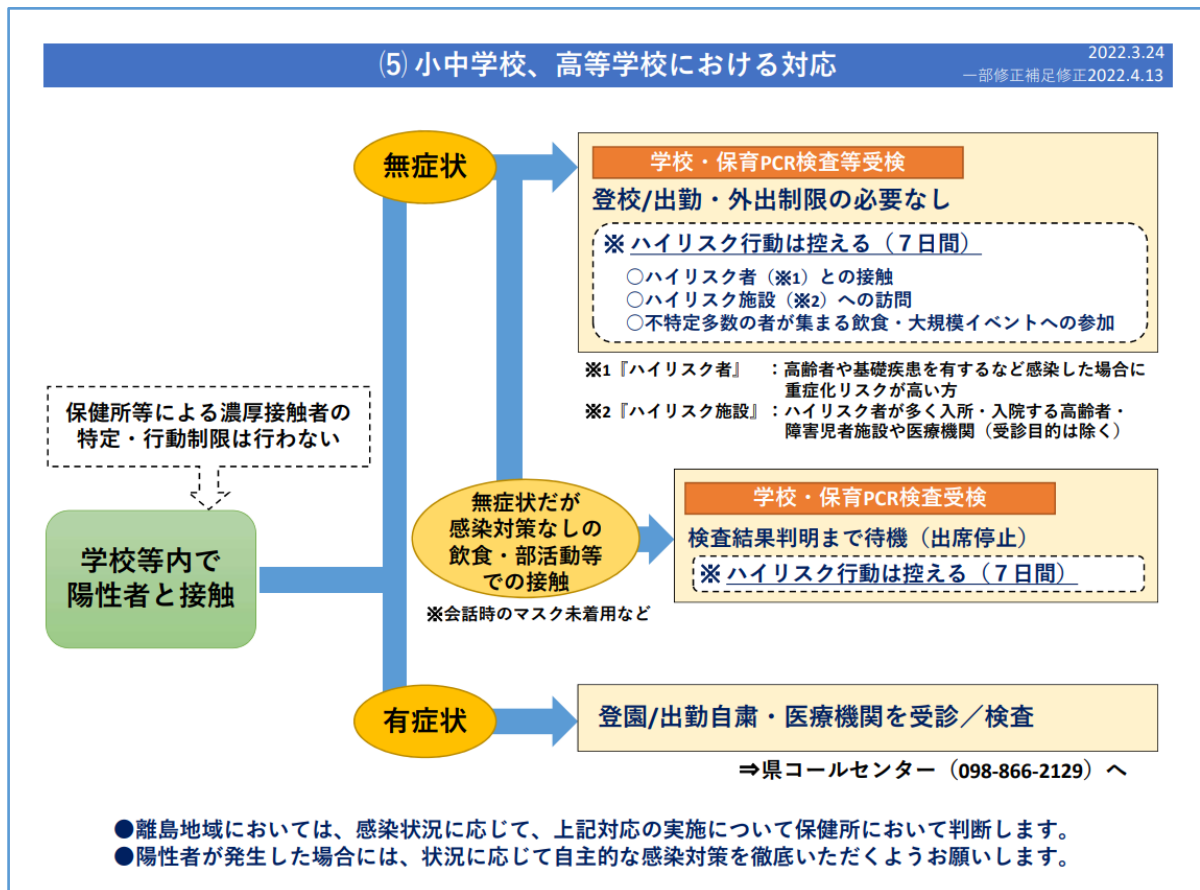 ⑸ 小中学校、高等学校における対応
2022.3.24
一部修正補足修正2022.4.13
無症状
学校・保育PCR検査等受検
登校/出勤・外出制限の必要なし
※ ハイリスク行動は控える（７日間）
○ハイリスク者（※1）との接触
○ハイリスク施設（※2）への訪問
○不特定多数の者が集まる飲食・大規模イベントへの参加
※1『ハイリスク者』　：高齢者や基礎疾患を有するなど感染した場合に
重症化リスクが高い方
※2『ハイリスク施設』：ハイリスク者が多く入所・入院する高齢者・
障害児者施設や医療機関（受診目的は除く）
保健所等による濃厚接触者の
特定・行動制限は行わない
学校等内で
陽性者と接触
無症状だが
感染対策なしの
飲食・部活動等
での接触
※会話時のマスク未着用など
学校・保育PCR検査受検
検査結果判明まで待機（出席停止）
※ ハイリスク行動は控える（７日間）
有症状
登園/出勤自粛・医療機関を受診／検査
⇒県コールセンター（098-866-2129）へ
●離島地域においては、感染状況に応じて、上記対応の実施について保健所において判断します。
●陽性者が発生した場合には、状況に応じて自主的な感染対策を徹底いただくようお願いします。